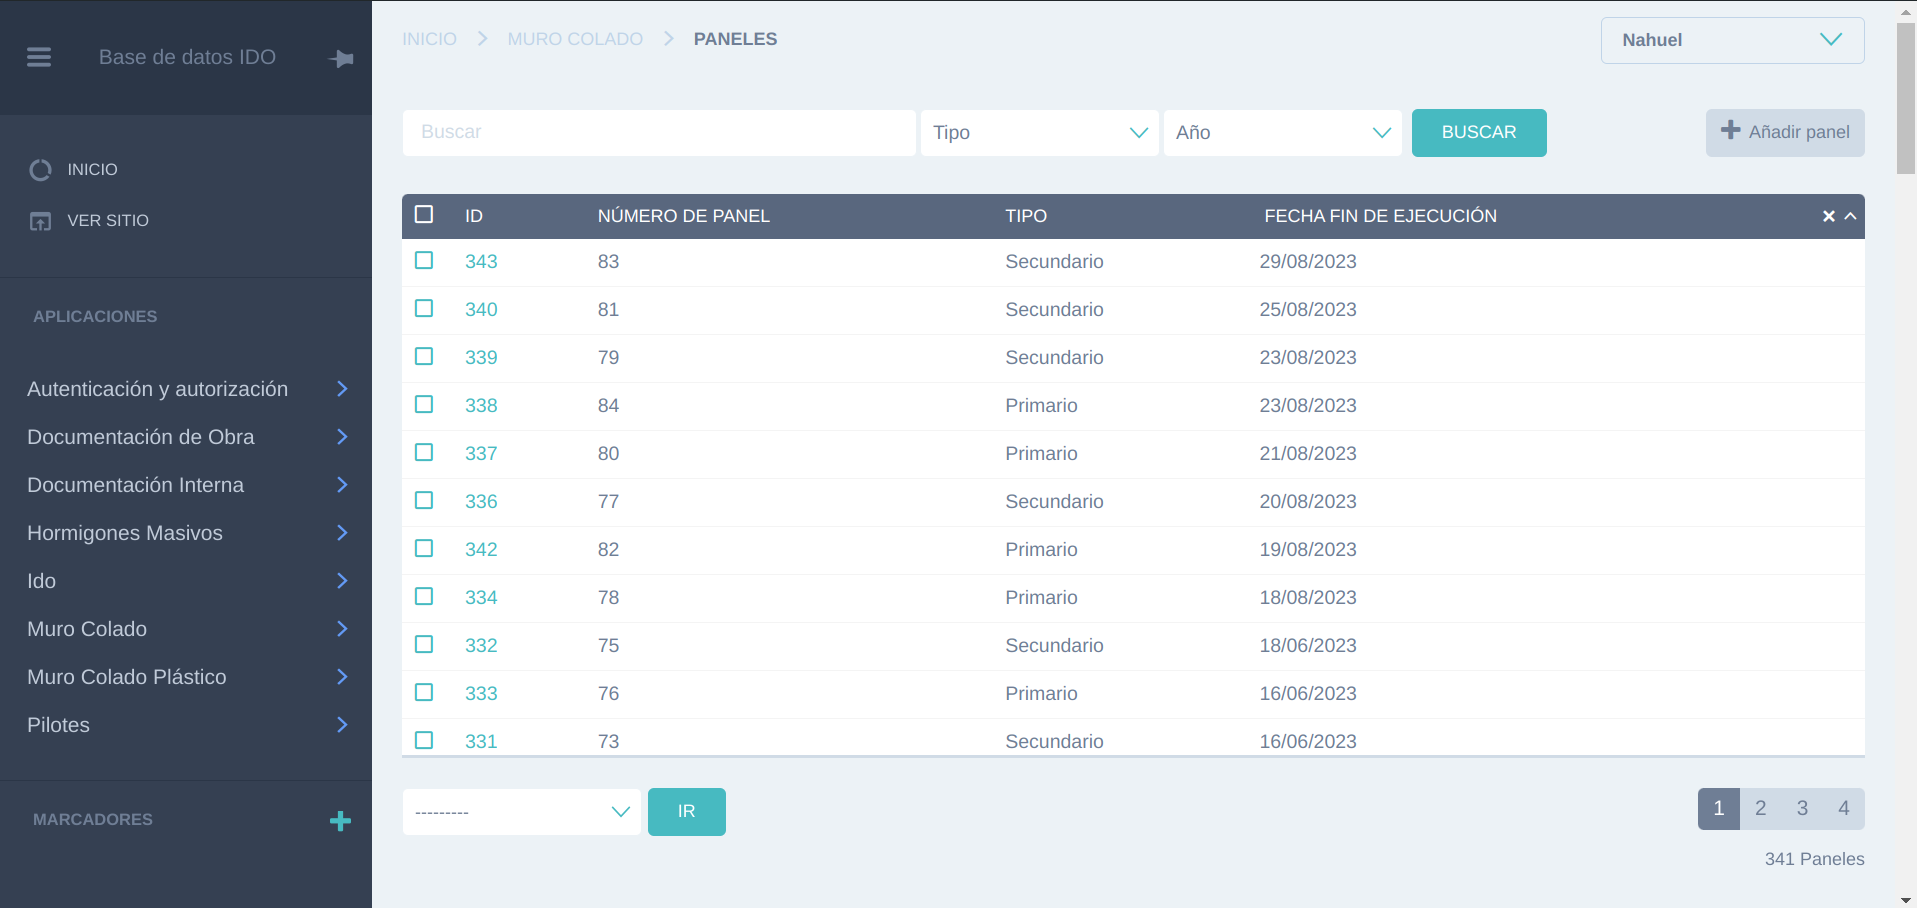 Base de datos IDO
INICIO
VER SITIO
APLICACIONES
Autenticación y autorización
Documentación de Obra
Documentación Interna
Hormigones Masivos
Ido
Muro Colado
Muro Colado Plástico
Pilotes
MARCADORES
INICIO MURO COLADO PANELES
Nahuel
Buscar Tipo Año BUSCAR Añadir panel
ID NÚMERO DE PANEL TIPO FECHA FIN DE EJECUCIÓN
343 83 Secundario 29/08/2023
340 81 Secundario 25/08/2023
339 79 Secundario 23/08/2023
338 84 Primario 23/08/2023
337 80 Primario 21/08/2023
336 77 Secundario 20/08/2023
342 82 Primario 19/08/2023
334 78 Primario 18/08/2023
332 75 Secundario 18/06/2023
333 76 Primario 16/06/2023
331 73 Secundario 16/06/2023
--------- IR
1 2 3 4
341 Paneles